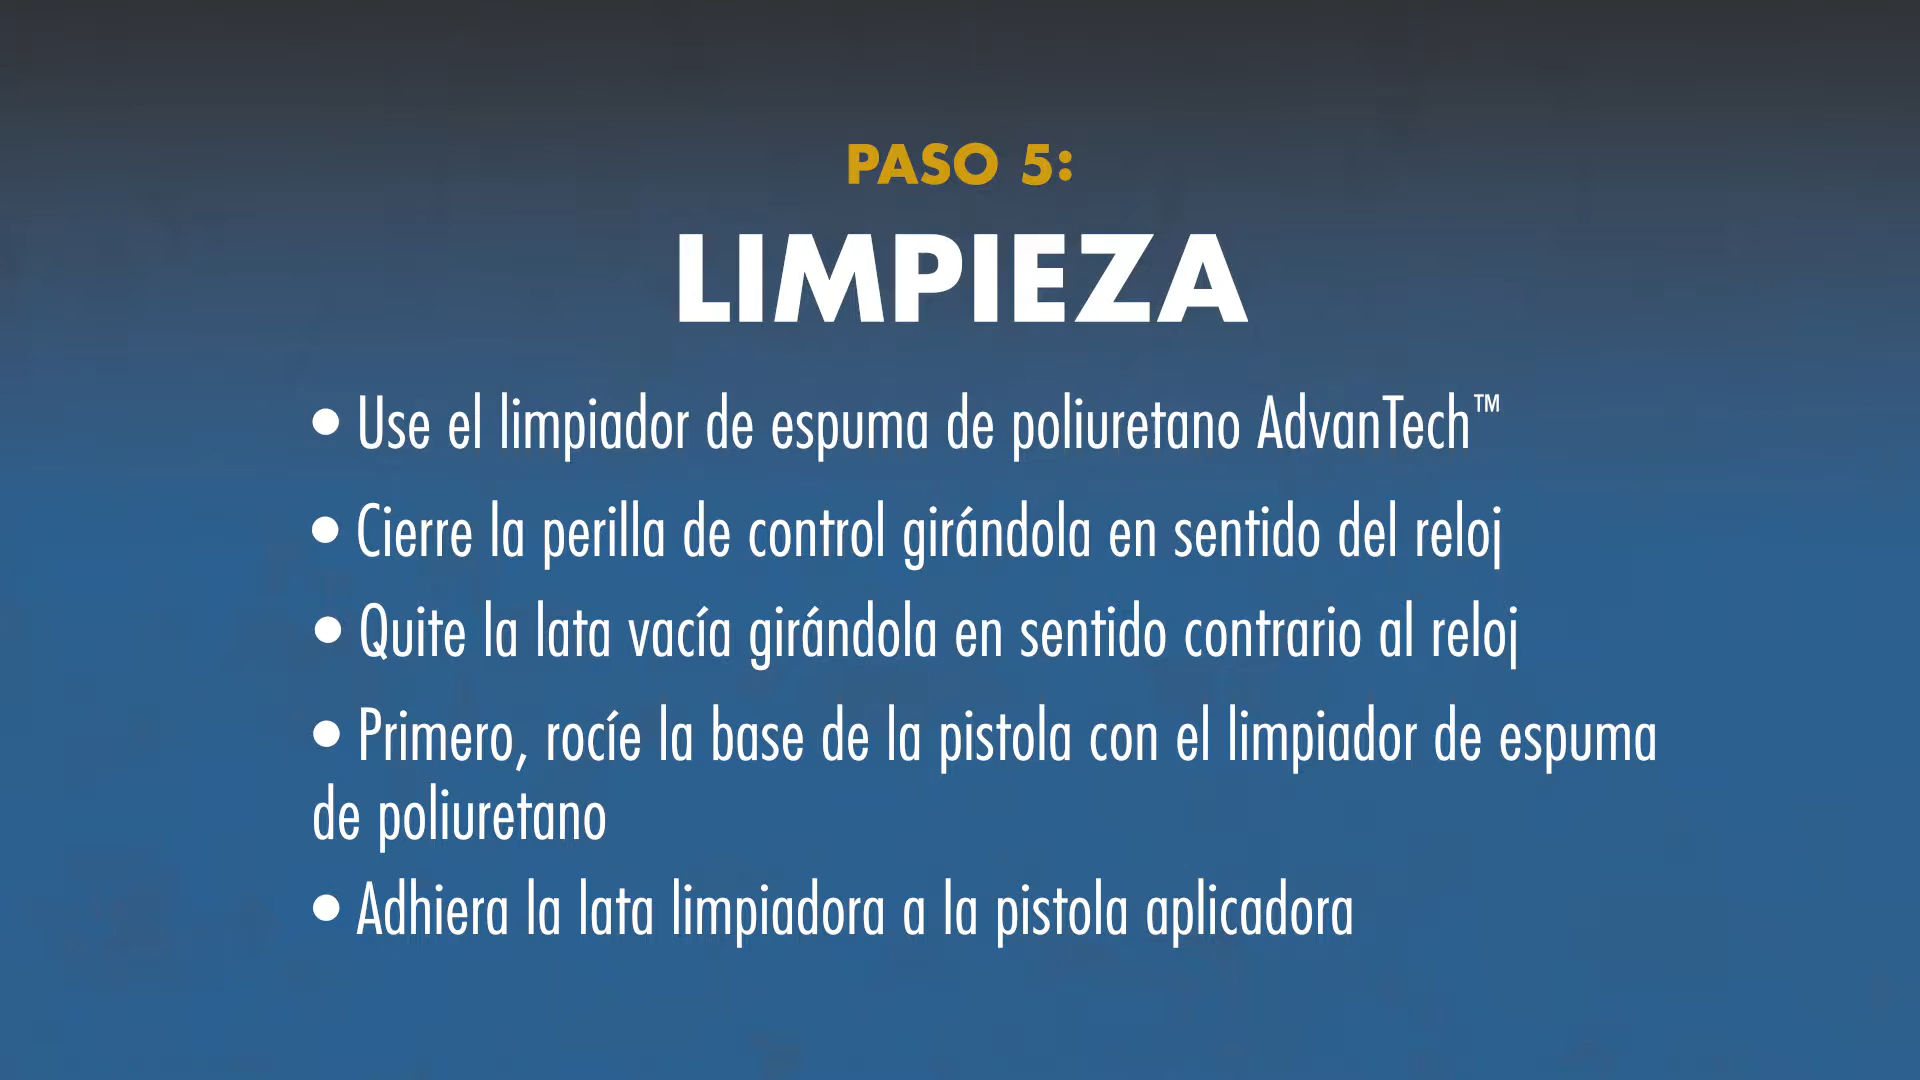 PASO 5:
LIMPIEZA
• Use el limpiador de espuma de poliuretano AdvanTech™
• Cierre la perilla de control girándola en sentido del reloj
• Quite la lata vacía girándola en sentido contrario al reloj
• Primero, rocíe la base de la pistola con el limpiador de espuma
de poliuretano
• Adhiera la lata limpiadora a la pistola aplicadora